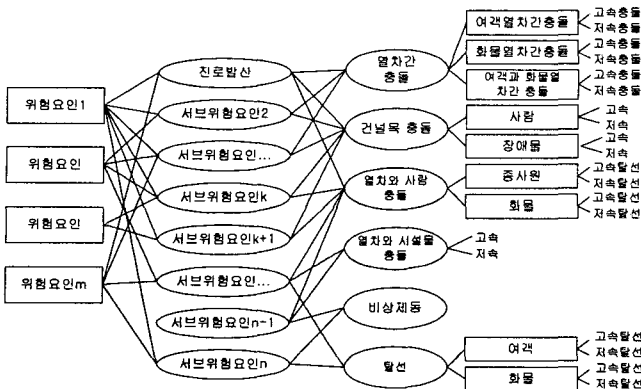 위험요인1
위험요인
위험요인
위험요인m
진로발산
서브위험요인2
서브위험요인...
서브위험요인k
서브위험요인k+1
서브위험요인...
서브위험요인n-1
서브위험요인n
열차간
충돌
건널목 충돌
열차와 사람
충돌
열차와 시설물
충돌
비상제동
탈선
여객열차간충돌
화물열차간충돌
여객과 화물열
차간 충돌
사람
장애물
종사원
화물
여객
화물
고속충돌
저속충돌
고속충돌
저속충돌
고속충돌
저속충돌
고속
저속
고속
저속
고속탈선
저속탈선
고속탈선
저속탈선
고속
저속
고속탈선
저속탈선
고속탈선
저속탈선